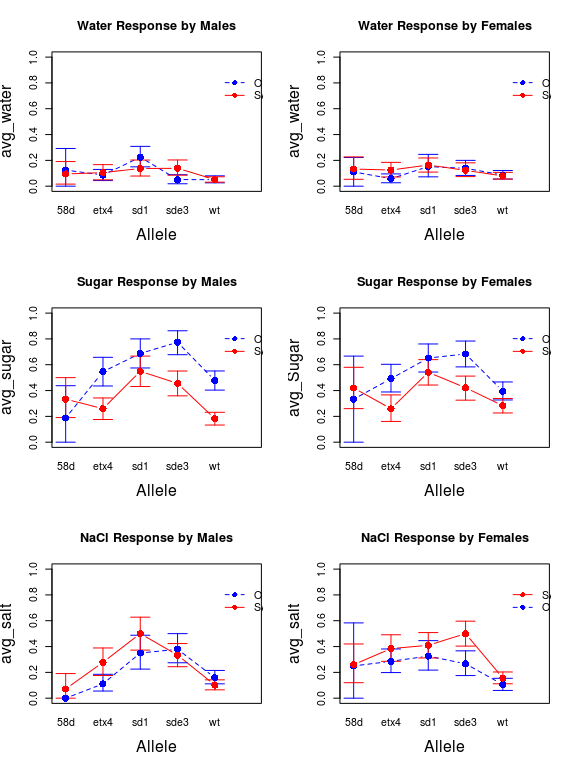 Water Response by Males
avg_water
0.0 0.2 0.4 0.6 0.8 1.0
O
S
58d etx4 sd1 sde3 wt
Allele
Water Response by Females
avg_water
0.0 0.2 0.4 0.6 0.8 1.0
O
S
58d etx4 sd1 sde3 wt
Allele
Sugar Response by Males
avg_sugar
0.0 0.2 0.4 0.6 0.8 1.0
O
S
58d etx4 sd1 sde3 wt
Allele
Sugar Response by Females
avg_Sugar
0.0 0.2 0.4 0.6 0.8 1.0
O
S
58d etx4 sd1 sde3 wt
Allele
NaCl Response by Males
avg_salt
0.0 0.2 0.4 0.6 0.8 1.0
O
S
58d etx4 sd1 sde3 wt
Allele
NaCl Response by Females
avg_salt
0.0 0.2 0.4 0.6 0.8 1.0
S
O
58d etx4 sd1 sde3 wt
Allele